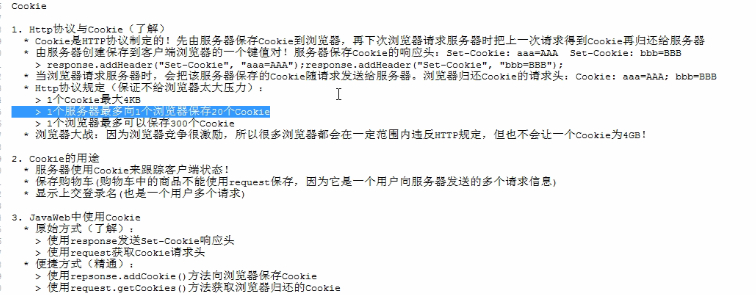 Cookie
1. Http协议与Cookie（了解）
* Cookie是HTTP协议制定的！先由服务器保存Cookie到浏览器，再下次浏览器请求服务器时把上一次请求得到Cookie再归还给服务器
* 由服务器创建保存到客户端浏览器的一个键值对！服务器保存Cookie的响应头：Set-Cookie: aaa=AAA  Set-Cookie: bbb=BBB
> response.addHeader("Set-Cookie", "aaa=AAA");response.addHeader("Set-Cookie", "bbb=BBB");
* 当浏览器请求服务器时，会把该服务器保存的Cookie随请求发送给服务器。浏览器归还Cookie的请求头：Cookie: aaa=AAA; bbb=BBB
* Http协议规定（保证不给浏览器太大压力）：
> 1个Cookie最大4KB
> 1个服务器最多向1个浏览器保存20个Cookie
> 1个浏览器最多可以保存300个Cookie
* 浏览器大战：因为浏览器竞争很激励，所以很多浏览器都会在一定范围内违反HTTP规定，但也不会让一个Cookie为4GB！
2. Cookie的用途
* 服务器使用Cookie来跟踪客户端状态！
* 保存购物车(购物车中的商品不能使用request保存，因为它是一个用户向服务器发送的多个请求信息)
* 显示上交登录名(也是一个用户多个请求)
3. JavaWeb中使用Cookie
* 原始方式（了解）：
> 使用response发送Set-Cookie响应头
> 使用request获取Cookie请求头
* 便捷方式（精通）：
> 使用repsonse.addCookie()方法向浏览器保存Cookie
> 使用request.getCookies()方法获取浏览器归还的Cookie